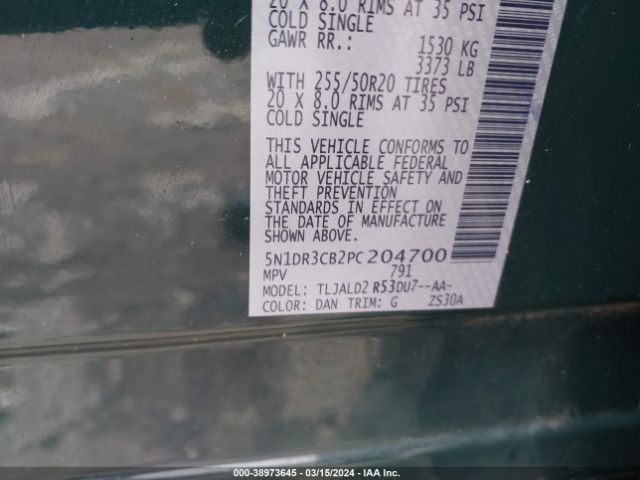 20 X 8.0 RIMS AT 35 PSI
COLD SINGLE
GAWR RR.: 1530 KG
3373 LB
WITH 255/50R20 TIRES
20 X 8.0 RIMS AT 35 PSI
COLD SINGLE
THIS VEHICLE CONFORMS TO
ALL APPLICABLE FEDERAL
MOTOR VEHICLE SAFETY AND
THEFT PREVENTION
STANDARDS IN EFFECT ON
THE DATE OF MANUFACTURE
SHOWN ABOVE.
5N1DR3CB2PC204700
MPV 791
MODEL: TLJALD2 R53DU7--AA-
COLOR: DAN TRIM: G ZS30A
000-38973645 - 03/15/2024 - IAA Inc.